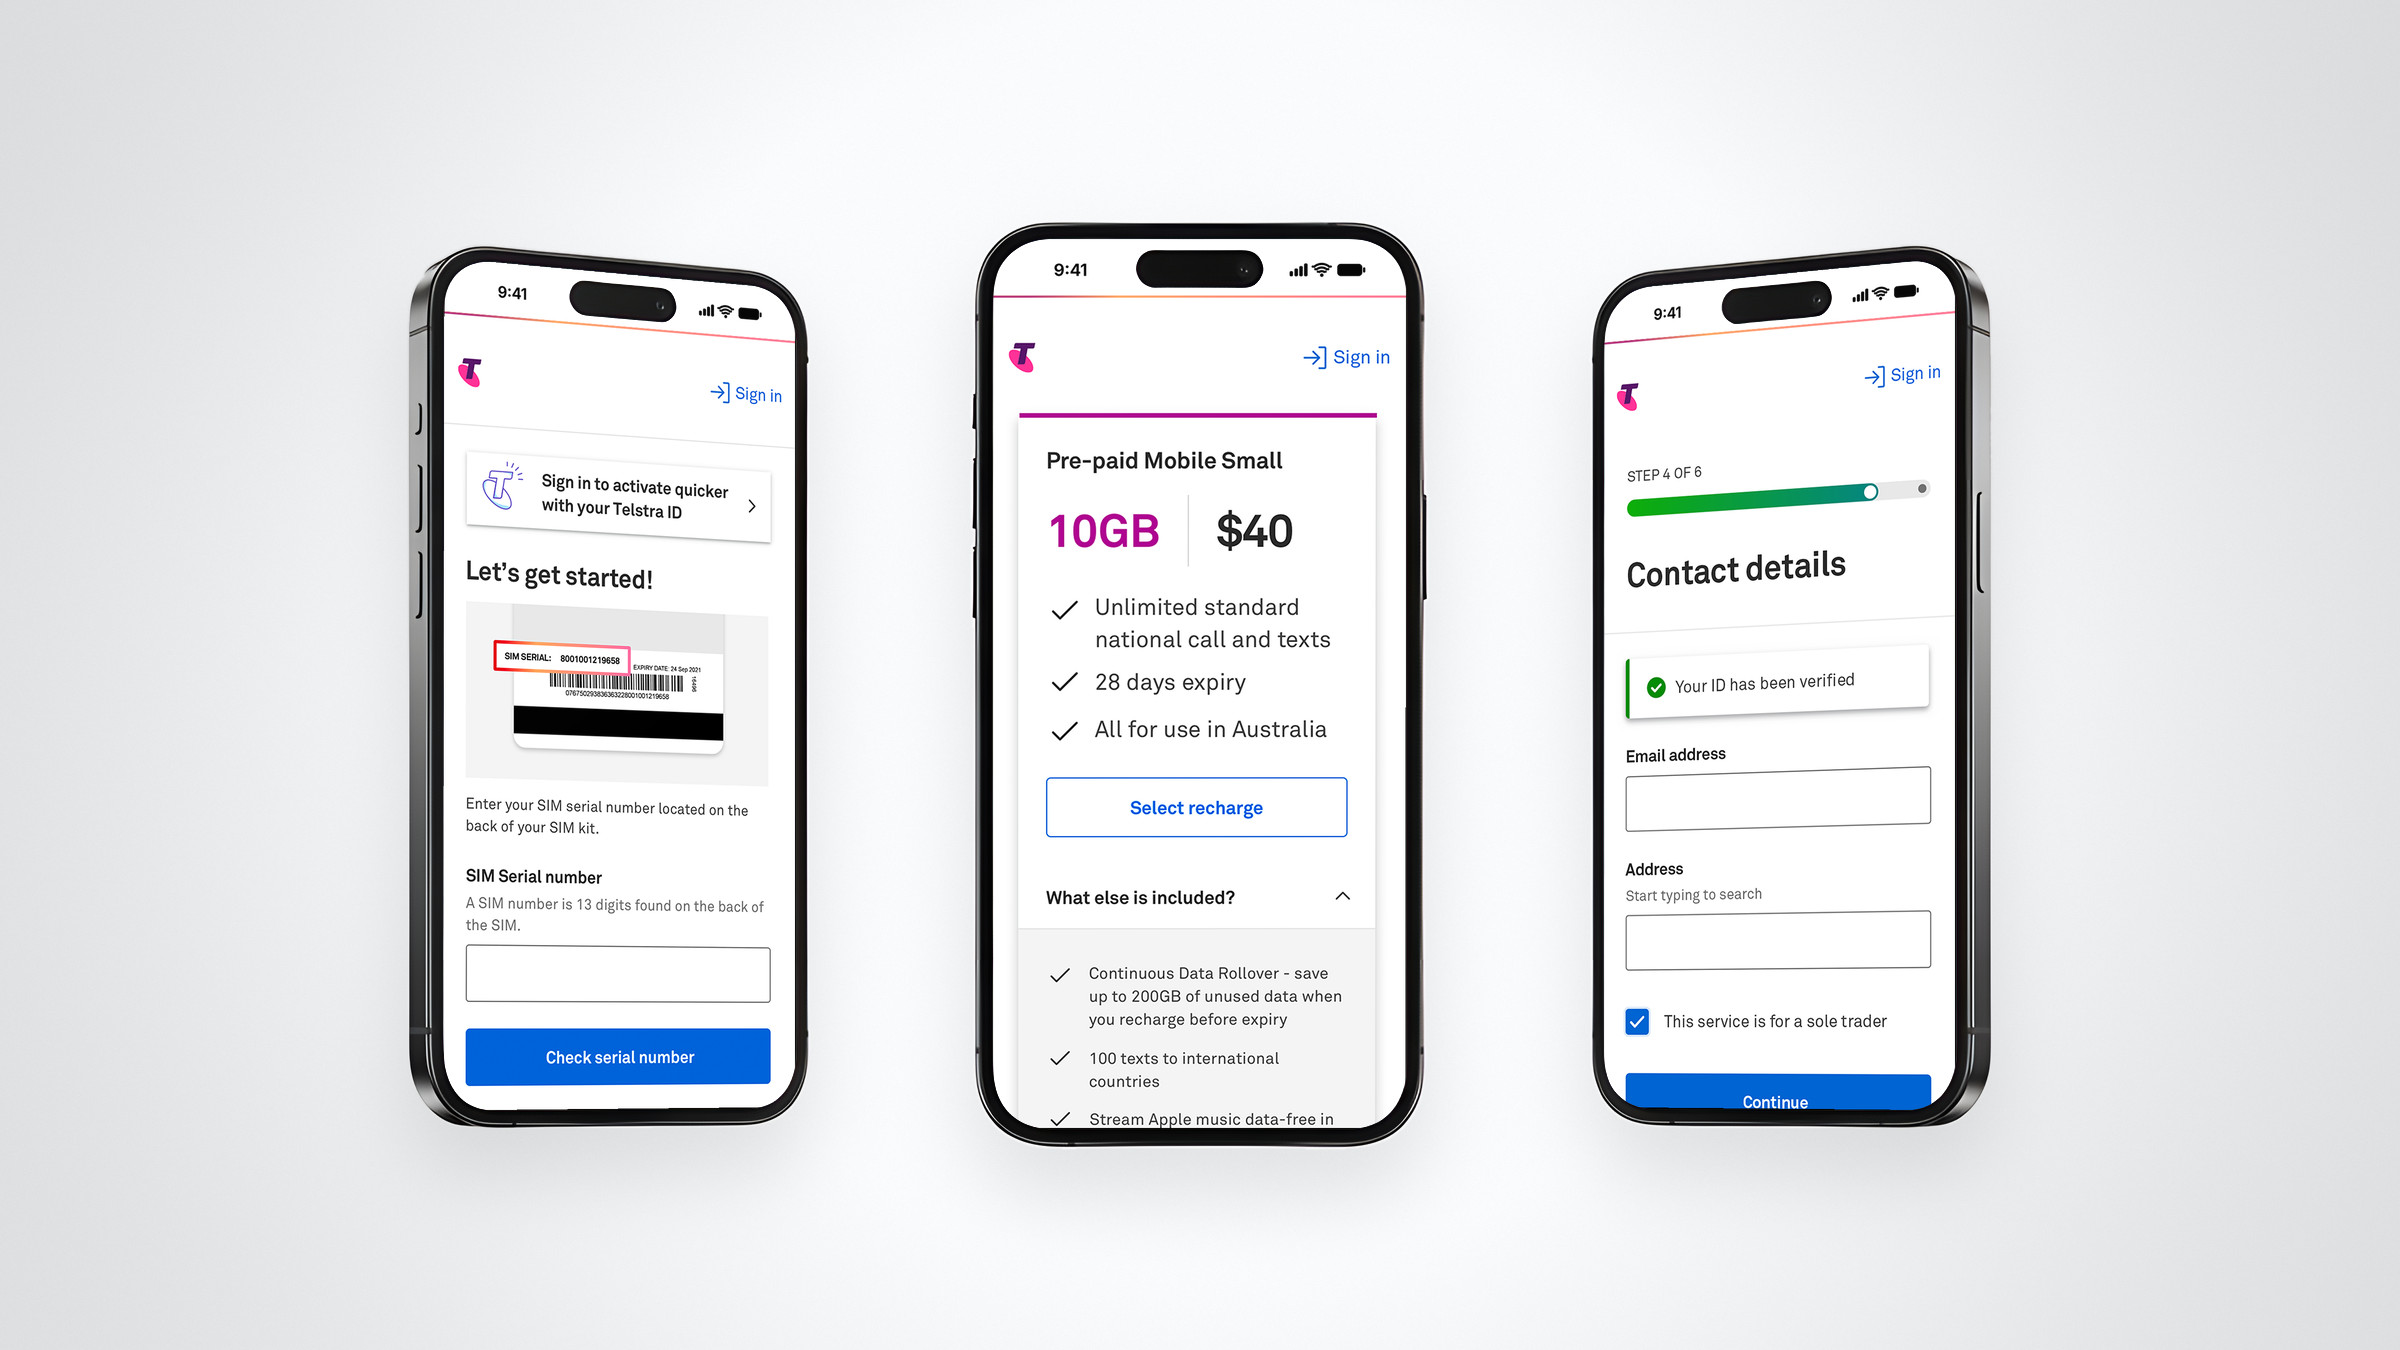 9:41
Sign in
Sign in to activate quicker
with your Telstra ID
Let's get started!
SIM SERIAL: 8001001219658
EXPIRY DATE: 24 Sep 2021
16496
076750293836363228001001219658
Enter your SIM serial number located on the
back of your SIM kit.
SIM Serial number
A SIM number is 13 digits found on the back of
the SIM.
Check serial number
9:41
Sign in
Pre-paid Mobile Small
10GB
$40
Unlimited standard
national call and texts
28 days expiry
All for use in Australia
Select recharge
What else is included?
Continuous Data Rollover - save
up to 200GB of unused data when
you recharge before expiry
100 texts to international
countries
Stream Apple music data-free in
9:41
Sign in
STEP 4 OF 6
Contact details
Your ID has been verified
Email address
Address
Start typing to search
This service is for a sole trader
Continue